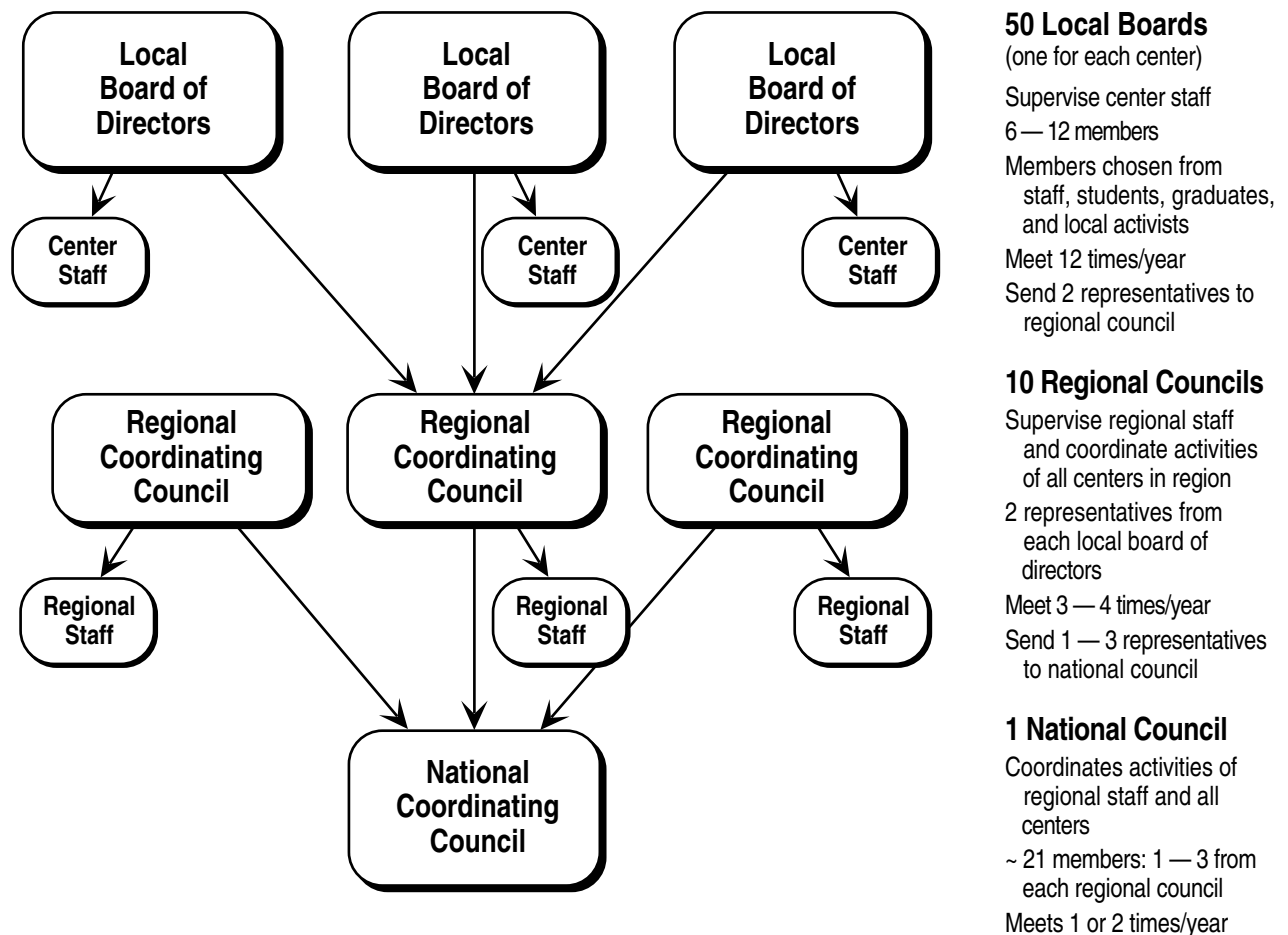 Local
Board of
Directors
Local
Board of
Directors
Local
Board of
Directors
Center
Staff
Center
Staff
Center
Staff
Regional
Coordinating
Council
Regional
Coordinating
Council
Regional
Coordinating
Council
Regional
Staff
Regional
Staff
Regional
Staff
National
Coordinating
Council
50 Local Boards
(one for each center)
Supervise center staff
6 — 12 members
Members chosen from
staff, students, graduates,
and local activists
Meet 12 times/year
Send 2 representatives to
regional council
10 Regional Councils
Supervise regional staff
and coordinate activities
of all centers in region
2 representatives from
each local board of
directors
Meet 3 — 4 times/year
Send 1 — 3 representatives
to national council
1 National Council
Coordinates activities of
regional staff and all
centers
~ 21 members: 1 — 3 from
each regional council
Meets 1 or 2 times/year